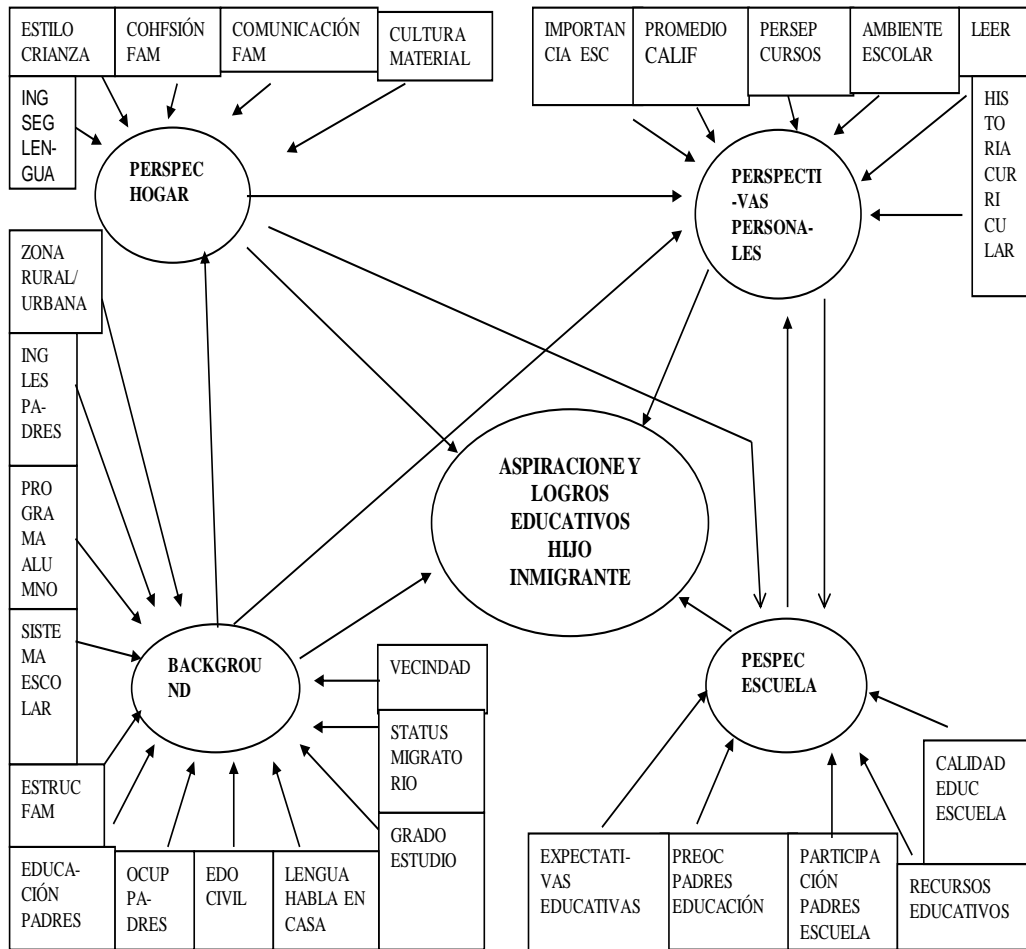 ESTILO
CRIANZA
COHFSIÓN
FAM
COMUNICACIÓN
FAM
CULTURA
MATERIAL
ING
SEG
LEN-
GUA
PERSPEC
HOGAR
IMPORTAN
CIA ESC
PROMEDIO
CALIF
PERSEP
CURSOS
AMBIENTE
ESCOLAR
LEER
HIS
TO
RIA
CUR
RI
CU
LAR
PERSPECTI
-VAS
PERSONA-
LES
ZONA
RURAL/
URBANA
ING
LES
PA-
DRES
PRO
GRA
MA
ALU
MNO
SISTE
MA
ESCO
LAR
ESTRUC
FAM
EDUCA-
CIÓN
PADRES
OCUP
PA-
DRES
EDO
CIVIL
LENGUA
HABLA EN
CASA
BACKGROU
ND
VECINDAD
STATUS
MIGRATO
RIO
GRADO
ESTUDIO
ASPIRACIONE Y
LOGROS
EDUCATIVOS
HIJO
INMIGRANTE
PESPEC
ESCUELA
EXPECTATI-
VAS
EDUCATIVAS
PREOC
PADRES
EDUCACIÓN
PARTICIPA
CIÓN
PADRES
ESCUELA
CALIDAD
EDUC
ESCUELA
RECURSOS
EDUCATIVOS